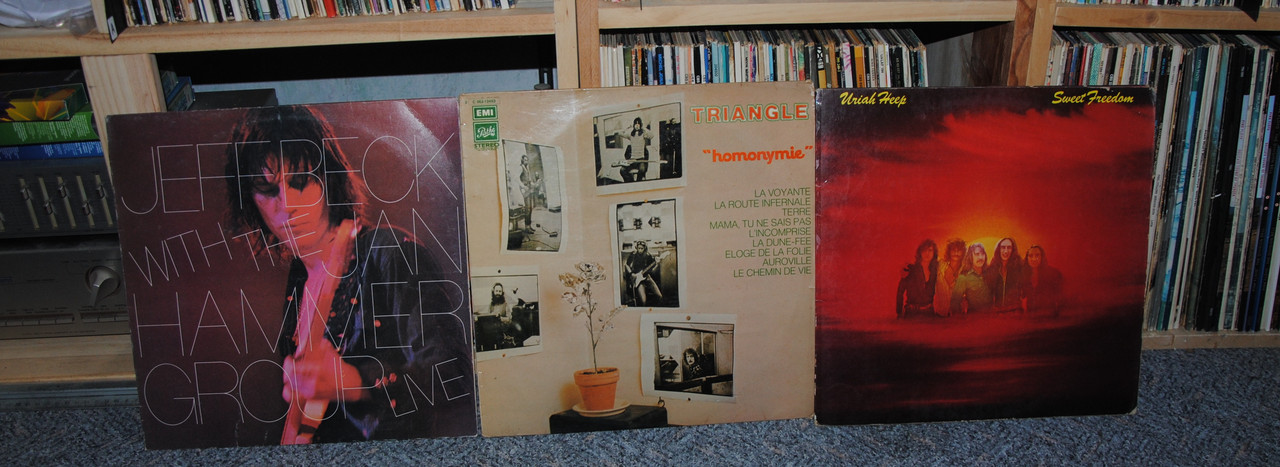 JEFF BECK
WITH THE JAN
HAMMER
GROUP LIVE
EMI
Pathé
STEREO
TRIANGLE
"homonymie"
LA VOYANTE
LA ROUTE INFERNALE
TERRE
MAMA, TU NE SAIS PAS
L'INCOMPRISE
LA DUNE-FEE
ELOGE DE LA FOLIE
AUROVILLE
LE CHEMIN DE VIE
Uriah Heep
Sweet Freedom